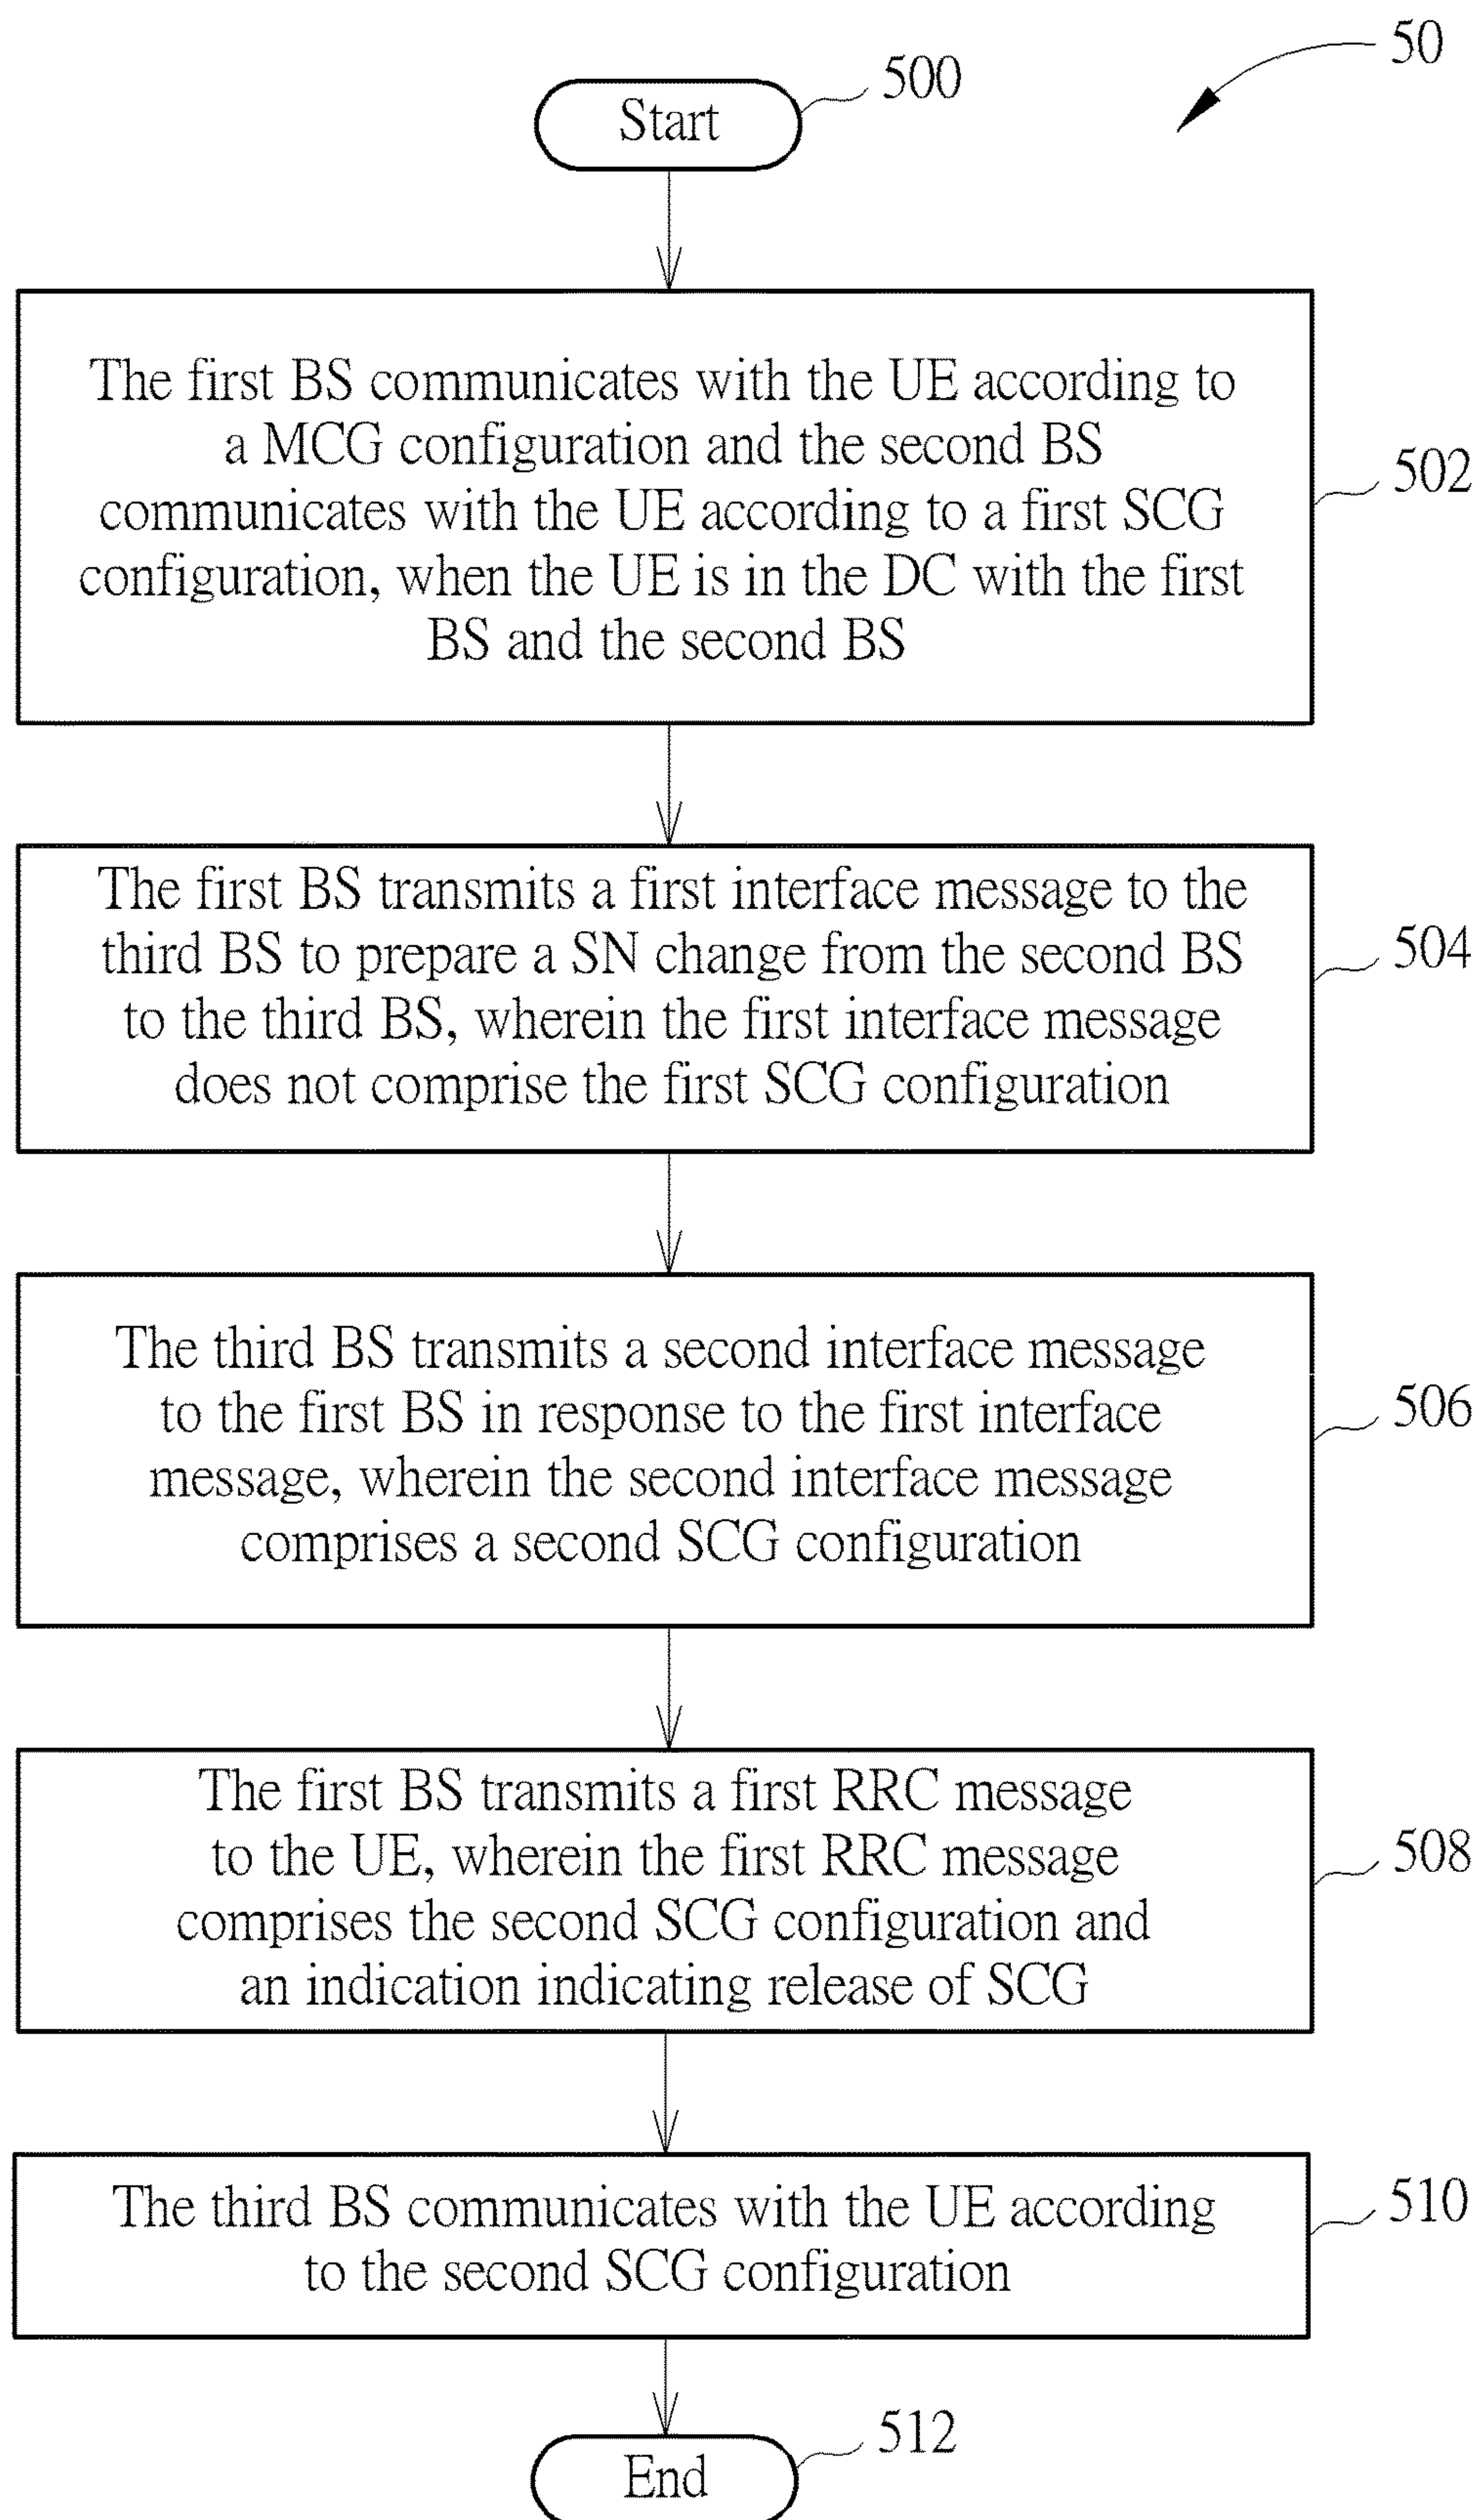 50
Start
500
The first BS communicates with the UE according to
a MCG configuration and the second BS
communicates with the UE according to a first SCG
configuration, when the UE is in the DC with the first
BS and the second BS
502
The first BS transmits a first interface message to the
third BS to prepare a SN change from the second BS
to the third BS, wherein the first interface message
does not comprise the first SCG configuration
504
The third BS transmits a second interface message
to the first BS in response to the first interface
message, wherein the second interface message
comprises a second SCG configuration
506
The first BS transmits a first RRC message
to the UE, wherein the first RRC message
comprises the second SCG configuration and
an indication indicating release of SCG
508
The third BS communicates with the UE according
to the second SCG configuration
510
End
512